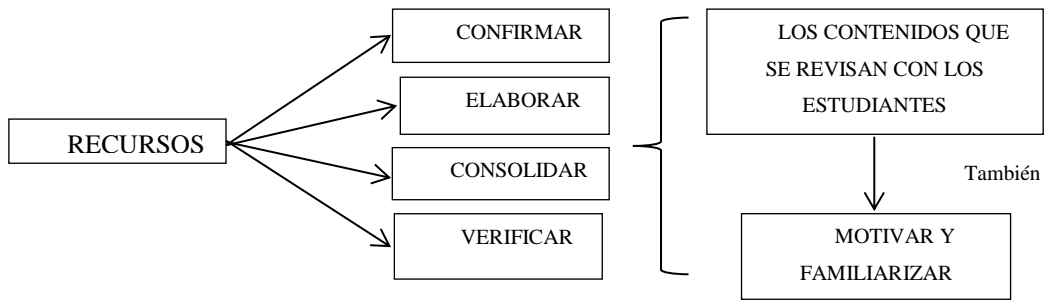 RECURSOS
CONFIRMAR
ELABORAR
CONSOLIDAR
VERIFICAR
LOS CONTENIDOS QUE
SE REVISAN CON LOS
ESTUDIANTES
También
MOTIVAR Y
FAMILIARIZAR